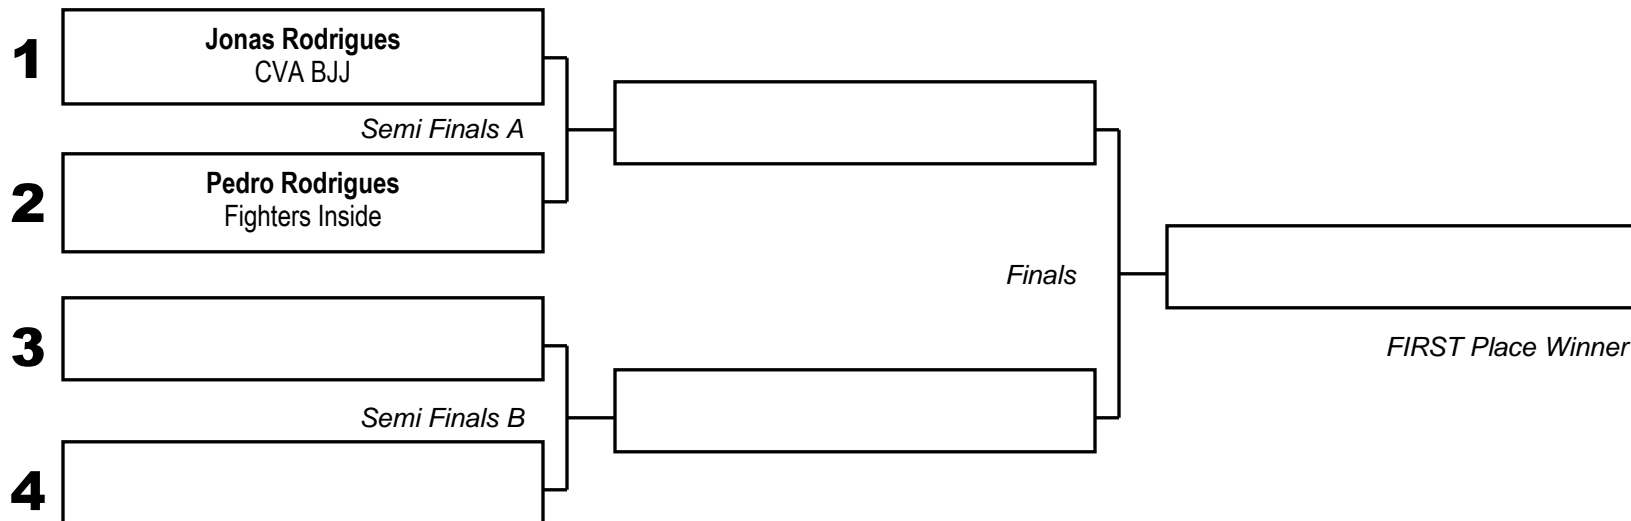 1
Jonas Rodrigues
CVA BJJ
Semi Finals A
2
Pedro Rodrigues
Fighters Inside
Finals
3
FIRST Place Winner
Semi Finals B
4